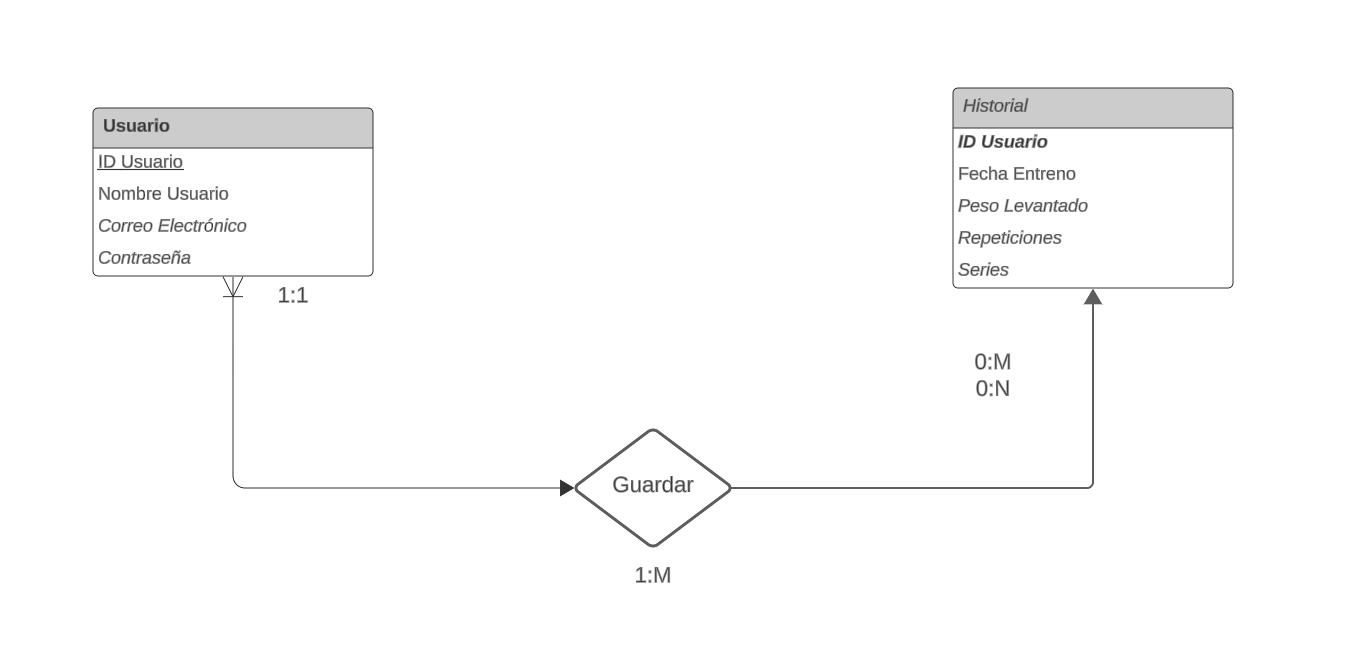 Usuario
ID Usuario
Nombre Usuario
Correo Electrónico
Contraseña
1:1
Historial
ID Usuario
Fecha Entreno
Peso Levantado
Repeticiones
Series
0:M
0:N
Guardar
1:M